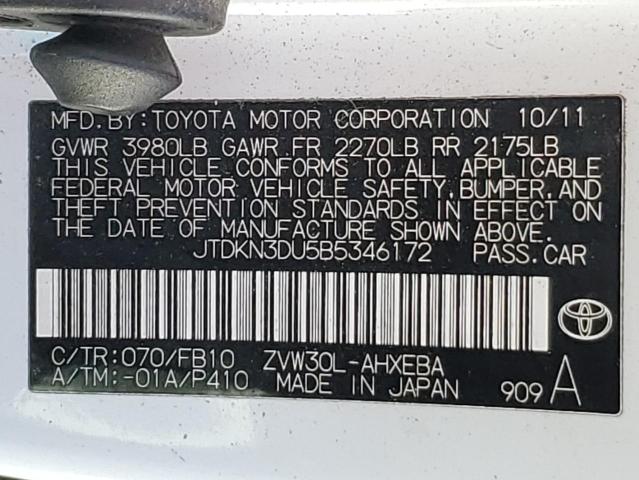 MFD. BY: TOYOTA MOTOR CORPORATION 10/11
GVWR 3980LB GAWR FR 2270LB RR 2175LB
THIS VEHICLE CONFORMS TO ALL APPLICABLE
FEDERAL MOTOR VEHICLE SAFETY, BUMPER, AND
THEFT PREVENTION STANDARDS IN EFFECT ON
THE DATE OF MANUFACTURE SHOWN ABOVE.
JTDKN3DU5B5346172 PASS. CAR
C/TR: 070/FB10 ZVW30L-AHXEBA
A/TM: -01A/P410 MADE IN JAPAN 909 A